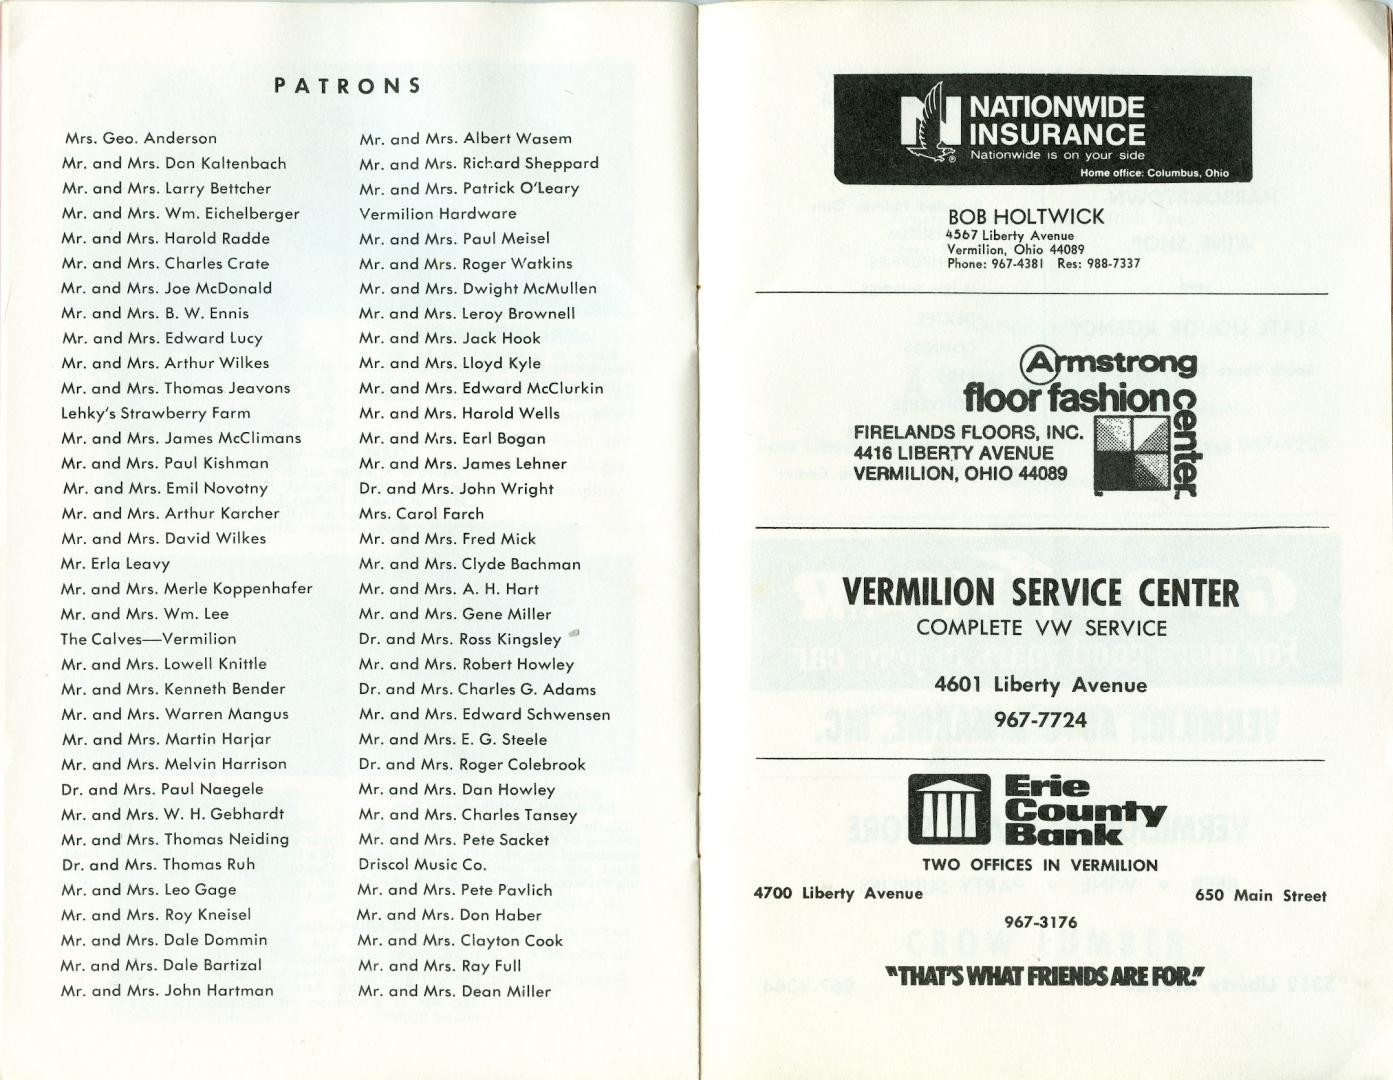 PATRONS
Mrs. Geo. Anderson
Mr. and Mrs. Don Kaltenbach
Mr. and Mrs. Larry Bettcher
Mr. and Mrs. Wm. Eichelberger
Mr. and Mrs. Harold Radde
Mr. and Mrs. Charles Crate
Mr. and Mrs. Joe McDonald
Mr. and Mrs. B. W. Ennis
Mr. and Mrs. Edward Lucy
Mr. and Mrs. Arthur Wilkes
Mr. and Mrs. Thomas Jeavons
Lehky's Strawberry Farm
Mr. and Mrs. James McClimans
Mr. and Mrs. Paul Kishman
Mr. and Mrs. Emil Novotny
Mr. and Mrs. Arthur Karcher
Mr. and Mrs. David Wilkes
Mr. Erla Leavy
Mr. and Mrs. Merle Koppenhafer
Mr. and Mrs. Wm. Lee
The Calves—Vermilion
Mr. and Mrs. Lowell Knittle
Mr. and Mrs. Kenneth Bender
Mr. and Mrs. Warren Mangus
Mr. and Mrs. Martin Harjar
Mr. and Mrs. Melvin Harrison
Dr. and Mrs. Paul Naegele
Mr. and Mrs. W. H. Gebhardt
Mr. and Mrs. Thomas Neiding
Dr. and Mrs. Thomas Ruh
Mr. and Mrs. Leo Gage
Mr. and Mrs. Roy Kneisel
Mr. and Mrs. Dale Dommin
Mr. and Mrs. Dale Bartizal
Mr. and Mrs. John Hartman
Mr. and Mrs. Albert Wasem
Mr. and Mrs. Richard Sheppard
Mr. and Mrs. Patrick O'Leary
Vermilion Hardware
Mr. and Mrs. Paul Meisel
Mr. and Mrs. Roger Watkins
Mr. and Mrs. Dwight McMullen
Mr. and Mrs. Leroy Brownell
Mr. and Mrs. Jack Hook
Mr. and Mrs. Lloyd Kyle
Mr. and Mrs. Edward McClurkin
Mr. and Mrs. Harold Wells
Mr. and Mrs. Earl Bogan
Mr. and Mrs. James Lehner
Dr. and Mrs. John Wright
Mrs. Carol Farch
Mr. and Mrs. Fred Mick
Mr. and Mrs. Clyde Bachman
Mr. and Mrs. A. H. Hart
Mr. and Mrs. Gene Miller
Dr. and Mrs. Ross Kingsley
Mr. and Mrs. Robert Howley
Dr. and Mrs. Charles G. Adams
Mr. and Mrs. Edward Schwensen
Mr. and Mrs. E. G. Steele
Dr. and Mrs. Roger Colebrook
Mr. and Mrs. Dan Howley
Mr. and Mrs. Charles Tansey
Mr. and Mrs. Pete Sacket
Driscol Music Co.
Mr. and Mrs. Pete Pavlich
Mr. and Mrs. Don Haber
Mr. and Mrs. Clayton Cook
Mr. and Mrs. Ray Full
Mr. and Mrs. Dean Miller
NATIONWIDE
INSURANCE
Nationwide is on your side
Home office: Columbus, Ohio
BOB HOLTWICK
4567 Liberty Avenue
Vermilion, Ohio 44089
Phone: 967-4381 Res: 988-7337
Armstrong
floor fashion center
FIRELANDS FLOORS, INC.
4416 LIBERTY AVENUE
VERMILION, OHIO 44089
VERMILION SERVICE CENTER
COMPLETE VW SERVICE
4601 Liberty Avenue
967-7724
Erie
County
Bank
TWO OFFICES IN VERMILION
4700 Liberty Avenue 650 Main Street
967-3176
"THAT'S WHAT FRIENDS ARE FOR."